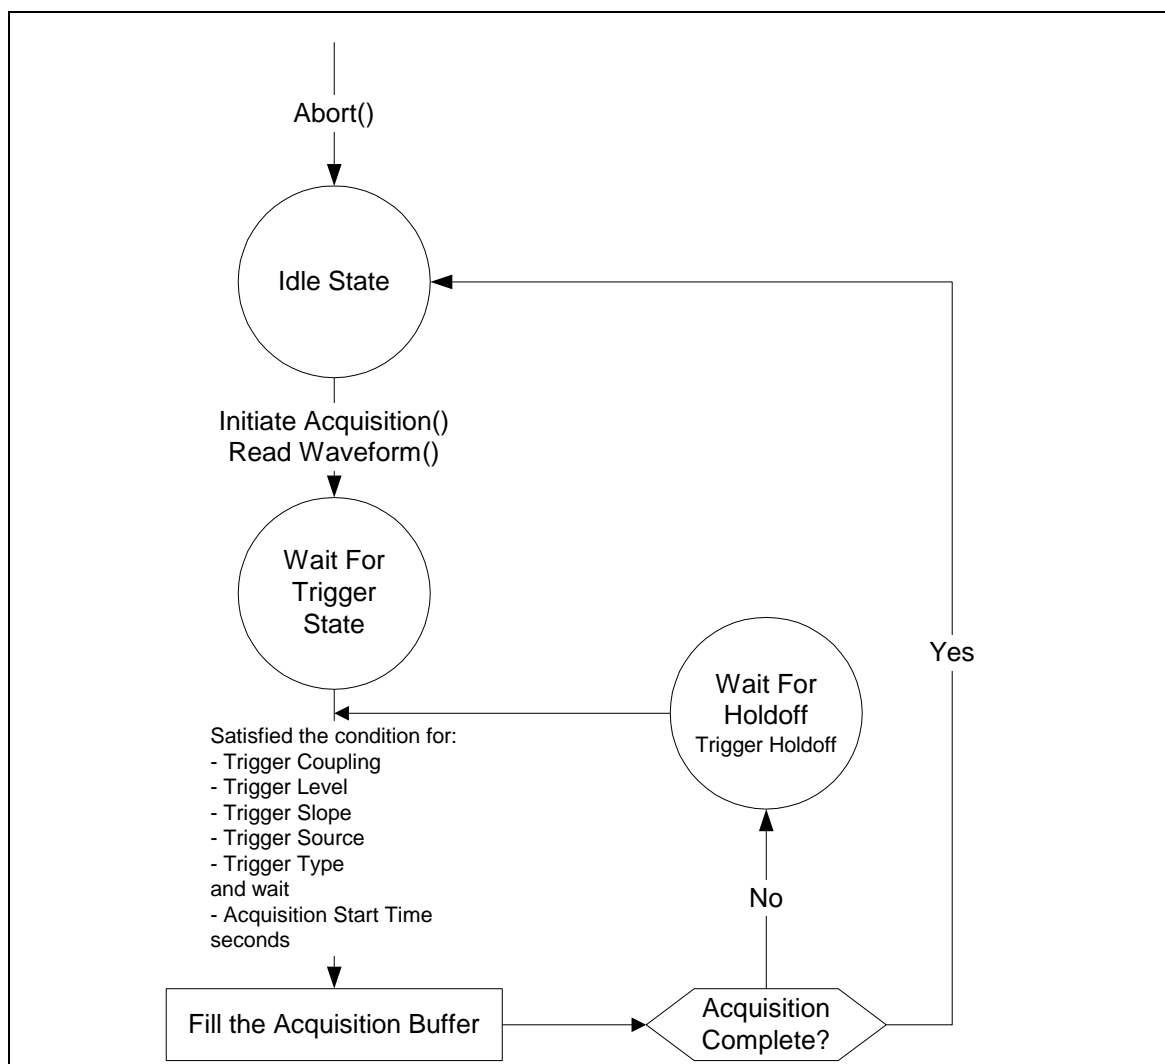 Abort()
Idle State
Initiate Acquisition()
Read Waveform()
Wait For
Trigger
State
Yes
Wait For
Holdoff
Trigger Holdoff
Satisfied the condition for:
- Trigger Coupling
- Trigger Level
- Trigger Slope
- Trigger Source
- Trigger Type
and wait
- Acquisition Start Time
seconds
No
Fill the Acquisition Buffer
Acquisition
Complete?